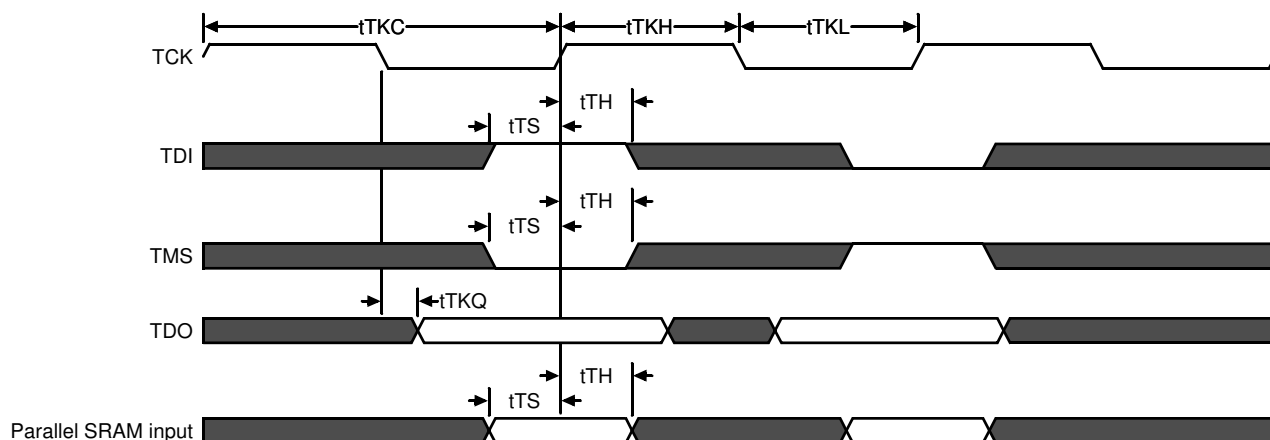 tTKC
tTKH
tTKL
TCK
tTH
tTS
TDI
tTH
tTS
TMS
tTKQ
TDO
tTH
tTS
Parallel SRAM input